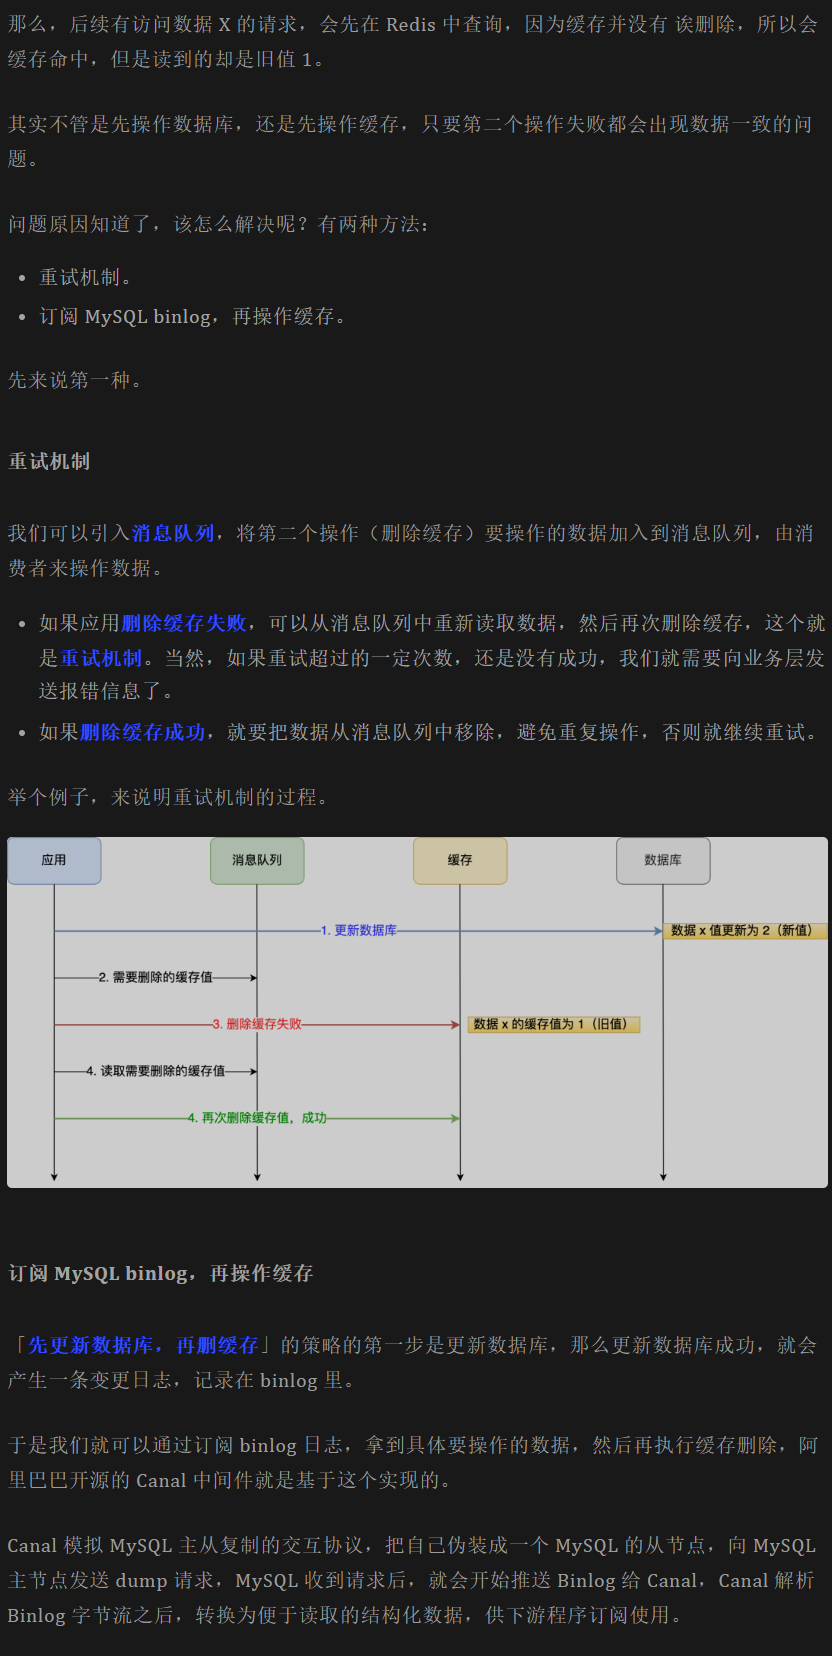 那么，后续有访问数据 X 的请求，会先在 Redis 中查询，因为缓存并没有 诶删除，所以会
缓存命中，但是读到的却是旧值 1。
其实不管是先操作数据库，还是先操作缓存，只要第二个操作失败都会出现数据一致的问
题。
问题原因知道了，该怎么解决呢？有两种方法：
• 重试机制。
• 订阅 MySQL binlog，再操作缓存。
先来说第一种。
重试机制
我们可以引入消息队列，将第二个操作（删除缓存）要操作的数据加入到消息队列，由消
费者来操作数据。
• 如果应用删除缓存失败，可以从消息队列中重新读取数据，然后再次删除缓存，这个就
是重试机制。当然，如果重试超过的一定次数，还是没有成功，我们就需要向业务层发
送报错信息了。
• 如果删除缓存成功，就要把数据从消息队列中移除，避免重复操作，否则就继续重试。
举个例子，来说明重试机制的过程。
应用 消息队列 缓存 数据库
1. 更新数据库 数据 x 值更新为 2（新值）
2. 需要删除的缓存值
3. 删除缓存失败 数据 x 的缓存值为 1（旧值）
4. 读取需要删除的缓存值
4. 再次删除缓存值，成功
订阅 MySQL binlog，再操作缓存
「先更新数据库，再删缓存」的策略的第一步是更新数据库，那么更新数据库成功，就会
产生一条变更日志，记录在 binlog 里。
于是我们就可以通过订阅 binlog 日志，拿到具体要操作的数据，然后再执行缓存删除，阿
里巴巴开源的 Canal 中间件就是基于这个实现的。
Canal 模拟 MySQL 主从复制的交互协议，把自己伪装成一个 MySQL 的从节点，向 MySQL
主节点发送 dump 请求，MySQL 收到请求后，就会开始推送 Binlog 给 Canal，Canal 解析
Binlog 字节流之后，转换为便于读取的结构化数据，供下游程序订阅使用。